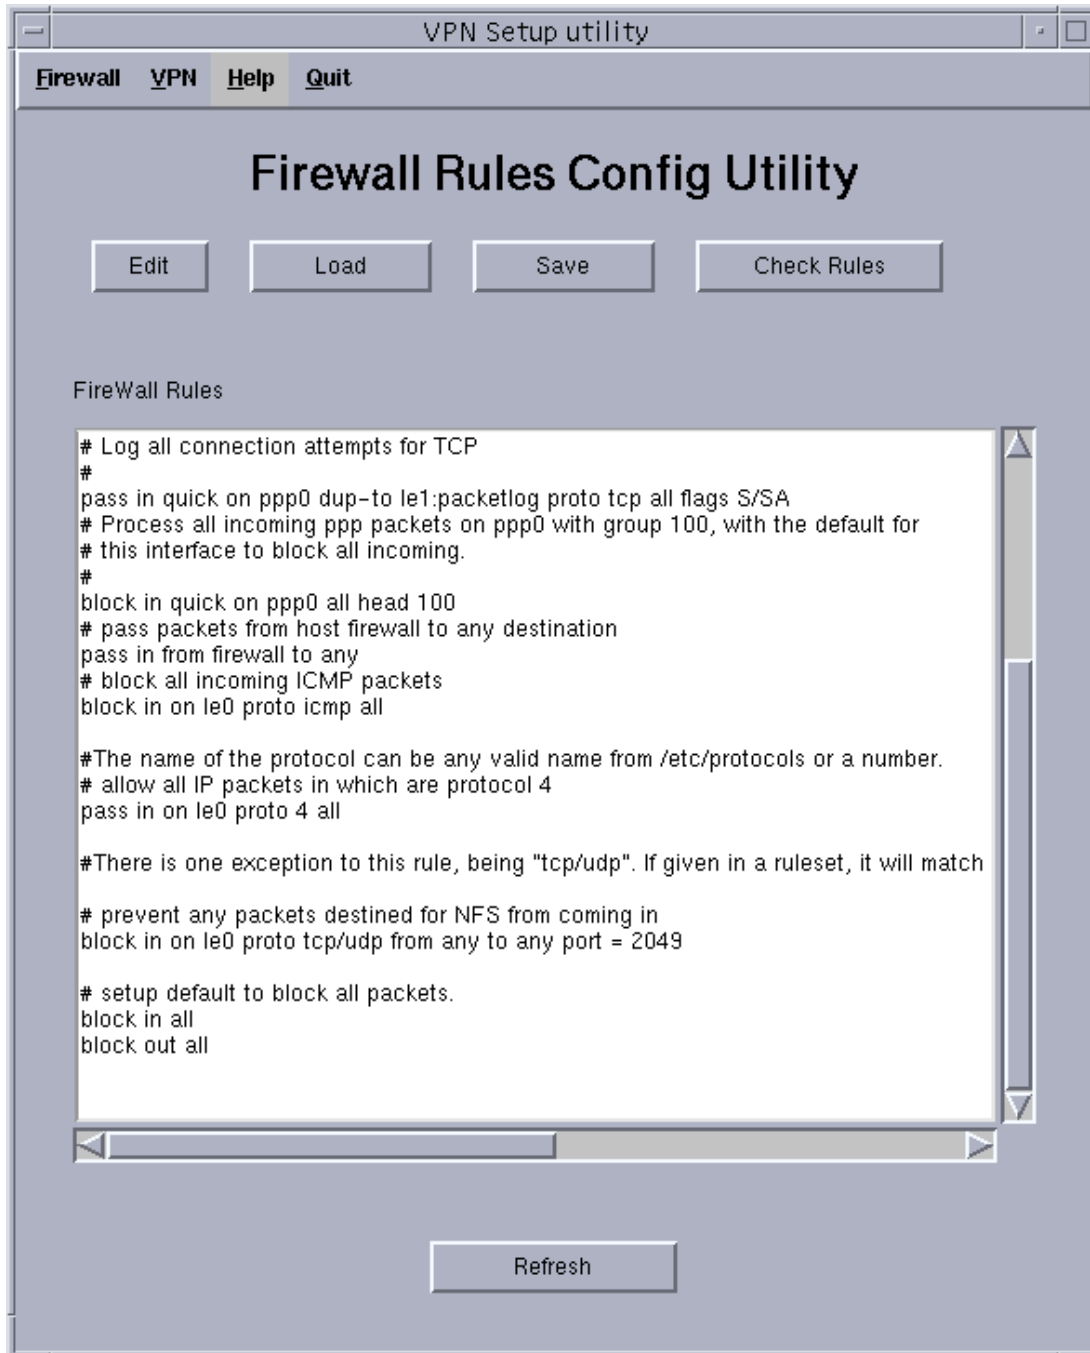 VPN Setup utility
Firewall VPN Help Quit
Firewall Rules Config Utility
Edit Load Save Check Rules
FireWall Rules
# Log all connection attempts for TCP
#
pass in quick on ppp0 dup-to le1:packetlog proto tcp all flags S/SA
# Process all incoming ppp packets on ppp0 with group 100, with the default for
# this interface to block all incoming.
#
block in quick on ppp0 all head 100
# pass packets from host firewall to any destination
pass in from firewall to any
# block all incoming ICMP packets
block in on le0 proto icmp all
#The name of the protocol can be any valid name from /etc/protocols or a number.
# allow all IP packets in which are protocol 4
pass in on le0 proto 4 all
#There is one exception to this rule, being "tcp/udp". If given in a ruleset, it will match
# prevent any packets destined for NFS from coming in
block in on le0 proto tcp/udp from any to any port = 2049
# setup default to block all packets.
block in all
block out all
Refresh